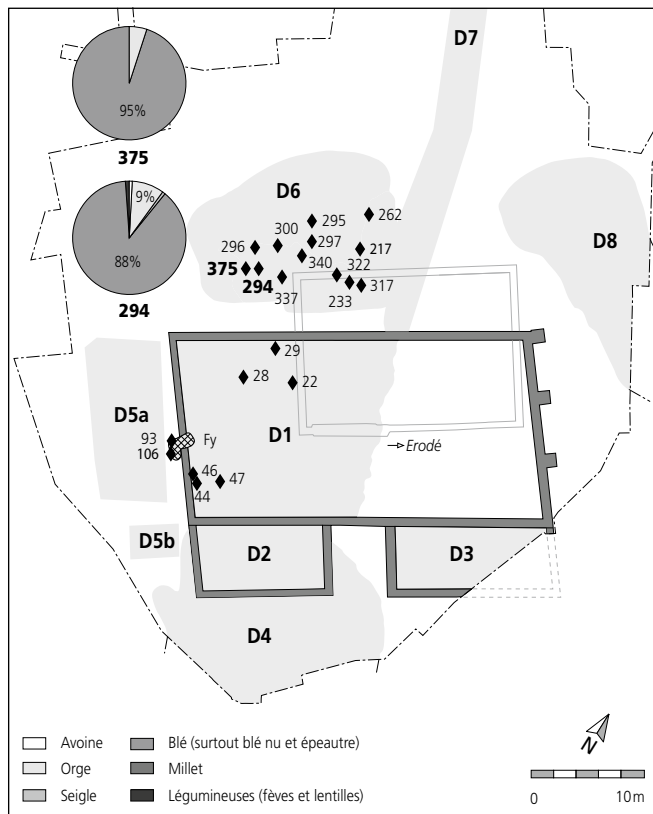 D7
95%
375
D6
262
295
300
9%
D8
296
297
217
340
322
375
294
88%
337
233
317
294
29
28
22
D5a
D1
93
Fy
Erodé
106
46
47
44
D5b
D2
D3
D4
Avoine
Blé (surtout blé nu et épeautre)
Orge
Millet
Seigle
Légumineuses (fèves et lentilles)
N
0
10 m